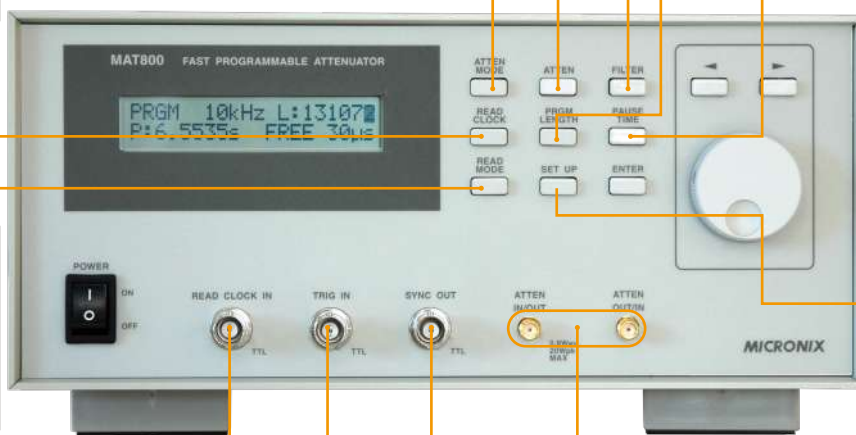 MAT800 FAST PROGRAMMABLE ATTENUATOR
PRGM 10kHz L:131072
P:6.5535s FREE 30µs
ATTEN MODE
ATTEN
FILTER
READ CLOCK
PRGM LENGTH
PAUSE TIME
READ MODE
SET UP
ENTER
◄
►
POWER
ON
OFF
READ CLOCK IN
TTL
TRIG IN
TTL
SYNC OUT
TTL
ATTEN IN/OUT
MAX
ATTEN OUT/IN
MICRONIX